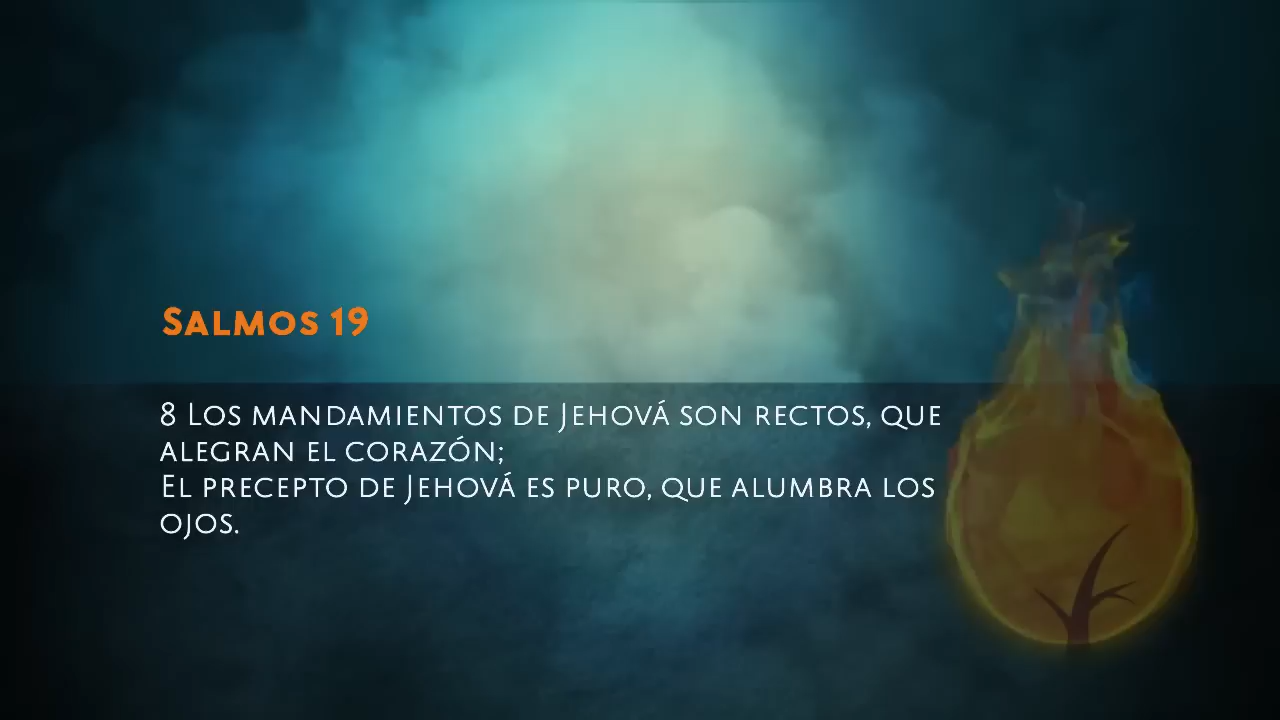 Salmos 19
8 Los mandamientos de Jehová son rectos, que
alegran el corazón;
El precepto de Jehová es puro, que alumbra los
ojos.